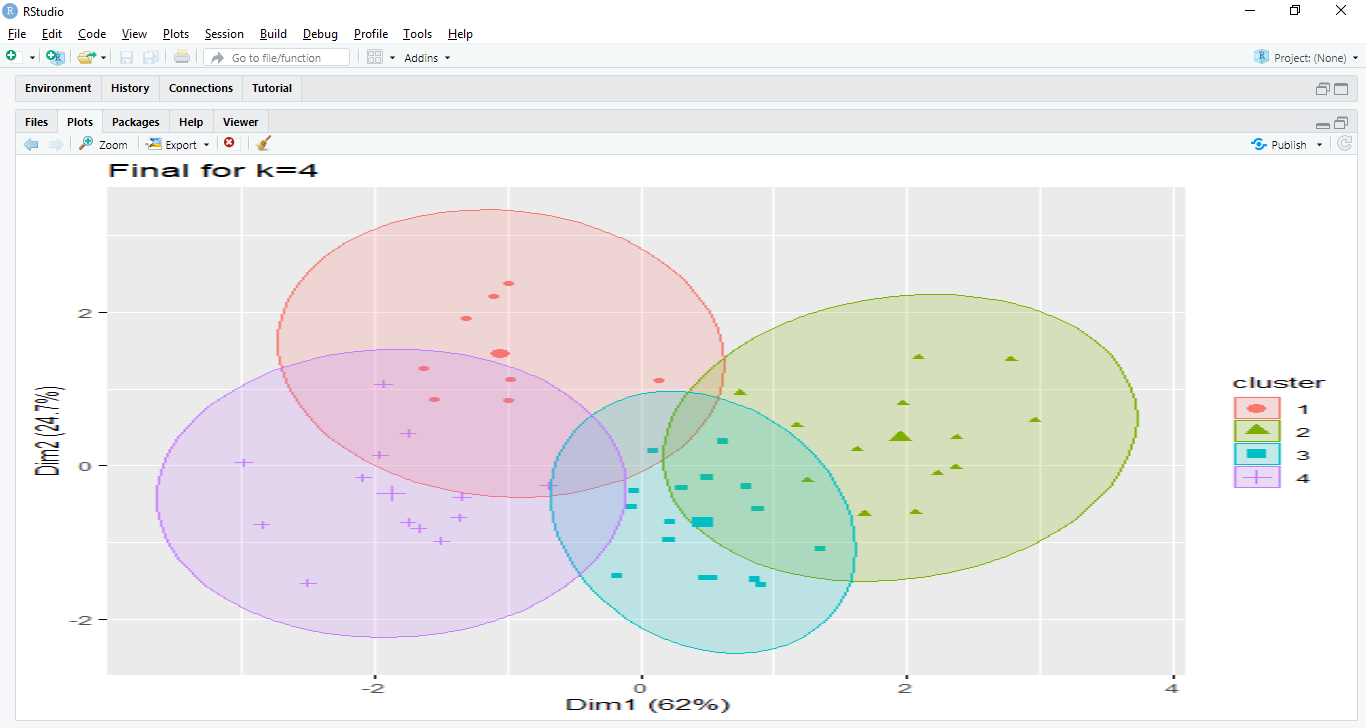 RStudio
File Edit Code View Plots Session Build Debug Profile Tools Help
Go to file/function Addins Project: (None)
Environment History Connections Tutorial
Files Plots Packages Help Viewer
Zoom Export Publish
Final for k=4
2
0
-2
Dim2 (24.7%)
-2 0 2 4
Dim1 (62%)
cluster
1
2
3
4